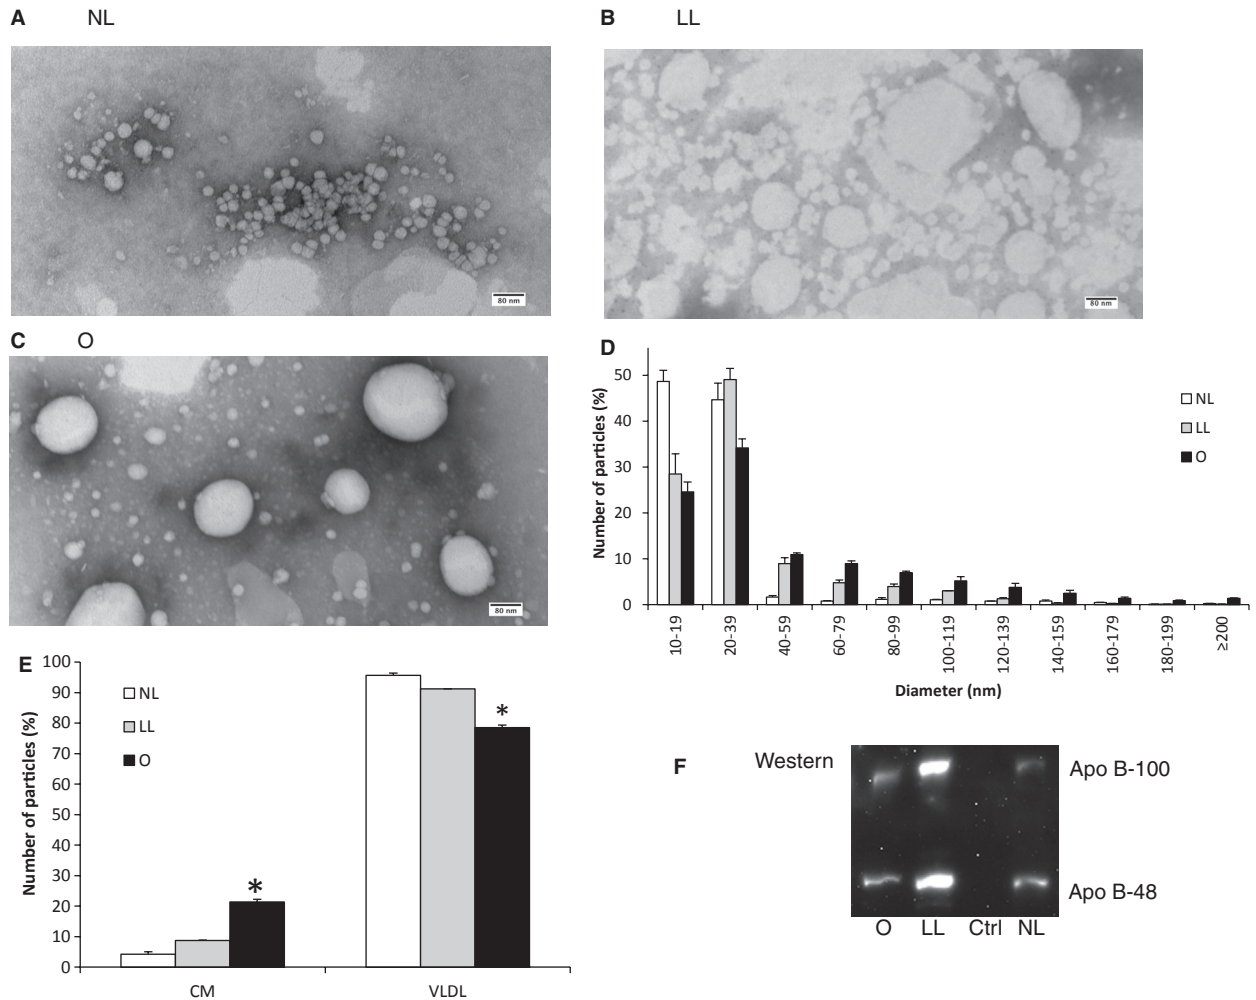 A NL
B LL
80 nm
80 nm
C O
80 nm
D
Number of particles (%)
50
40
30
20
10
0
NL
LL
O
10-19
20-39
40-59
60-79
80-99
100-119
120-139
140-159
160-179
180-199
≥200
Diameter (nm)
E
Number of particles (%)
100
90
80
70
60
50
40
30
20
10
0
NL
LL
O
*
*
CM
VLDL
F
Western
Apo B-100
Apo B-48
O LL Ctrl NL